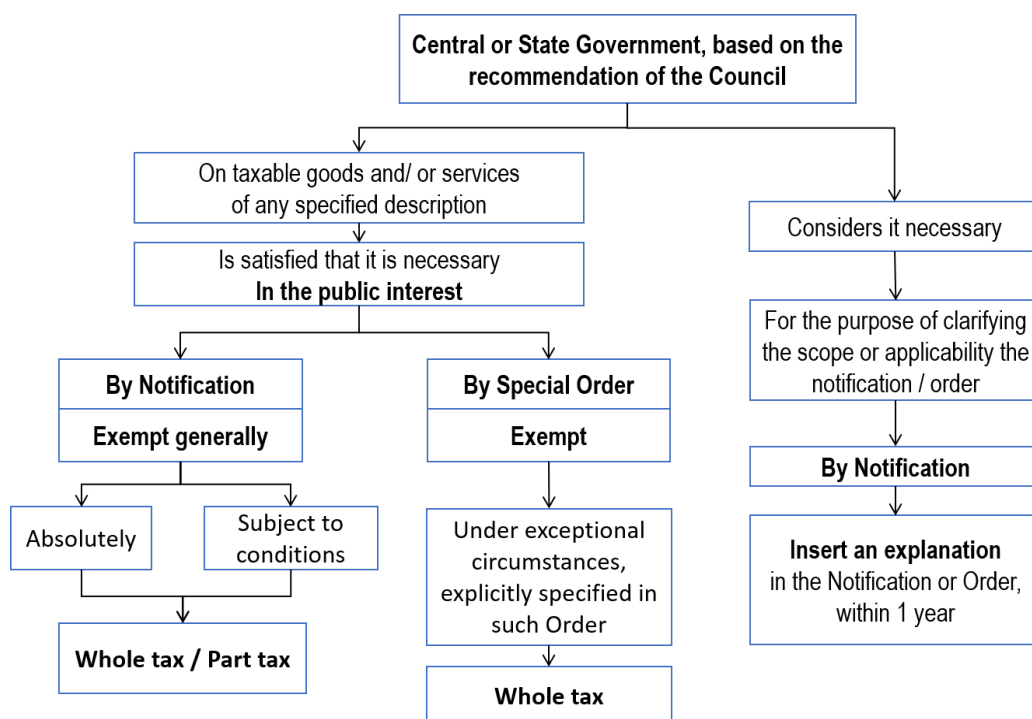 Central or State Government, based on the
recommendation of the Council
On taxable goods and/ or services
of any specified description
Is satisfied that it is necessary
In the public interest
By Notification
Exempt generally
Absolutely
Subject to
conditions
Whole tax / Part tax
By Special Order
Exempt
Under exceptional
circumstances,
explicitly specified in
such Order
Whole tax
Considers it necessary
For the purpose of clarifying
the scope or applicability the
notification / order
By Notification
Insert an explanation
in the Notification or Order,
within 1 year